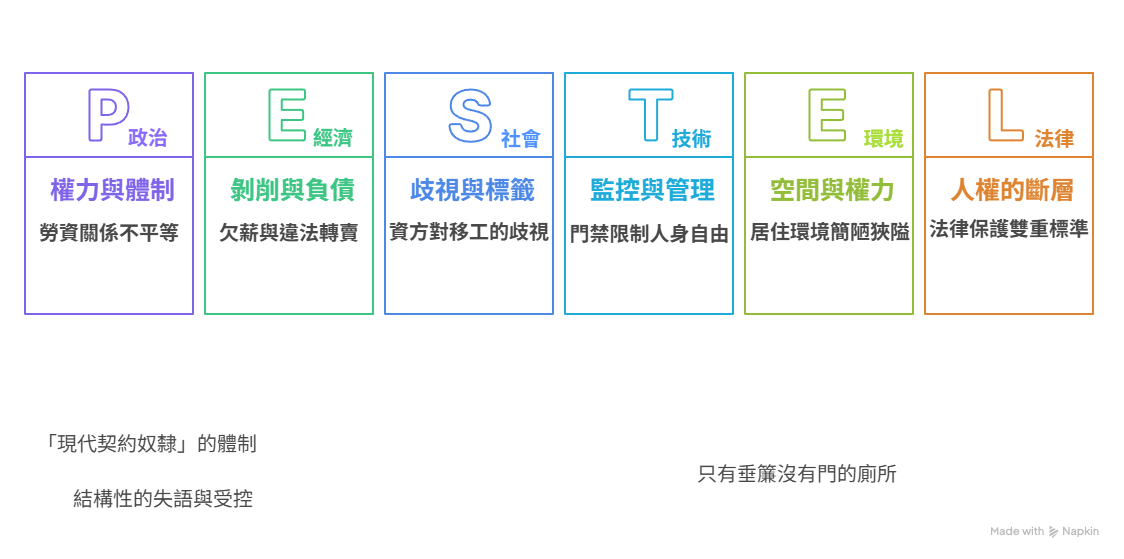 P 政治
權力與體制
勞資關係不平等
E 經濟
剝削與負債
欠薪與違法轉賣
S 社會
歧視與標籤
資方對移工的歧視
T 技術
監控與管理
門禁限制人身自由
E 環境
空間與權力
居住環境簡陋狹隘
L 法律
人權的斷層
法律保護雙重標準
「現代契約奴隸」的體制
結構性的失語與受控
只有垂簾沒有門的廁所
Made with Napkin